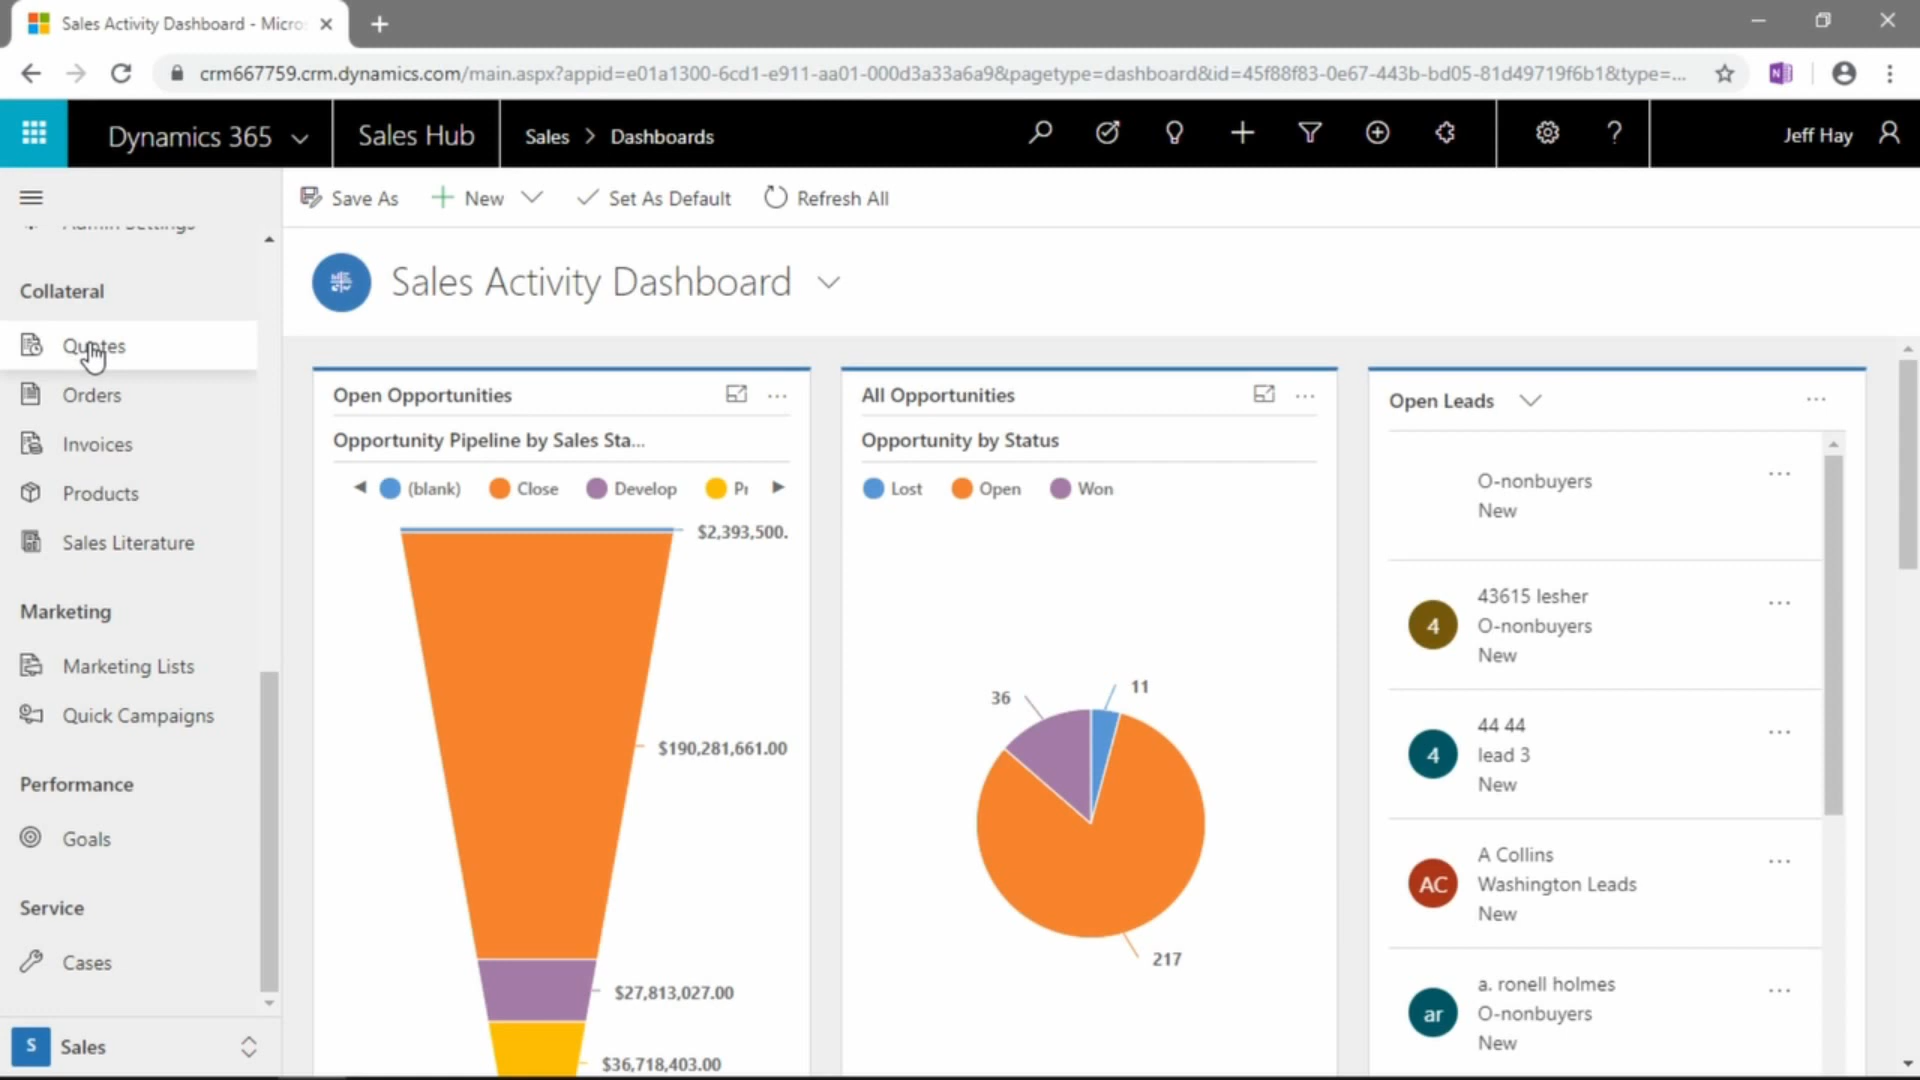 Sales Activity Dashboard - Micro
crm667759.crm.dynamics.com/main.aspx?appid=e01a1300-6cd1-e911-aa01-000d3a33a6a9&pagetype=dashboard&id=45f88f83-0e67-443b-bd05-81d49719f6b1&type=...
Dynamics 365
Sales Hub
Sales > Dashboards
Jeff Hay
Save As
New
Set As Default
Refresh All
Admin Settings
Collateral
Quotes
Orders
Invoices
Products
Sales Literature
Marketing
Marketing Lists
Quick Campaigns
Performance
Goals
Service
Cases
S Sales
Sales Activity Dashboard
Open Opportunities
Opportunity Pipeline by Sales Sta...
(blank) Close Develop Pr
$2,393,500.
$190,281,661.00
$27,813,027.00
$36,718,403.00
All Opportunities
Opportunity by Status
Lost Open Won
36
11
217
Open Leads
O-nonbuyers
New
4
43615 lesher
O-nonbuyers
New
4
44 44
lead 3
New
AC
A Collins
Washington Leads
New
ar
a. ronell holmes
O-nonbuyers
New